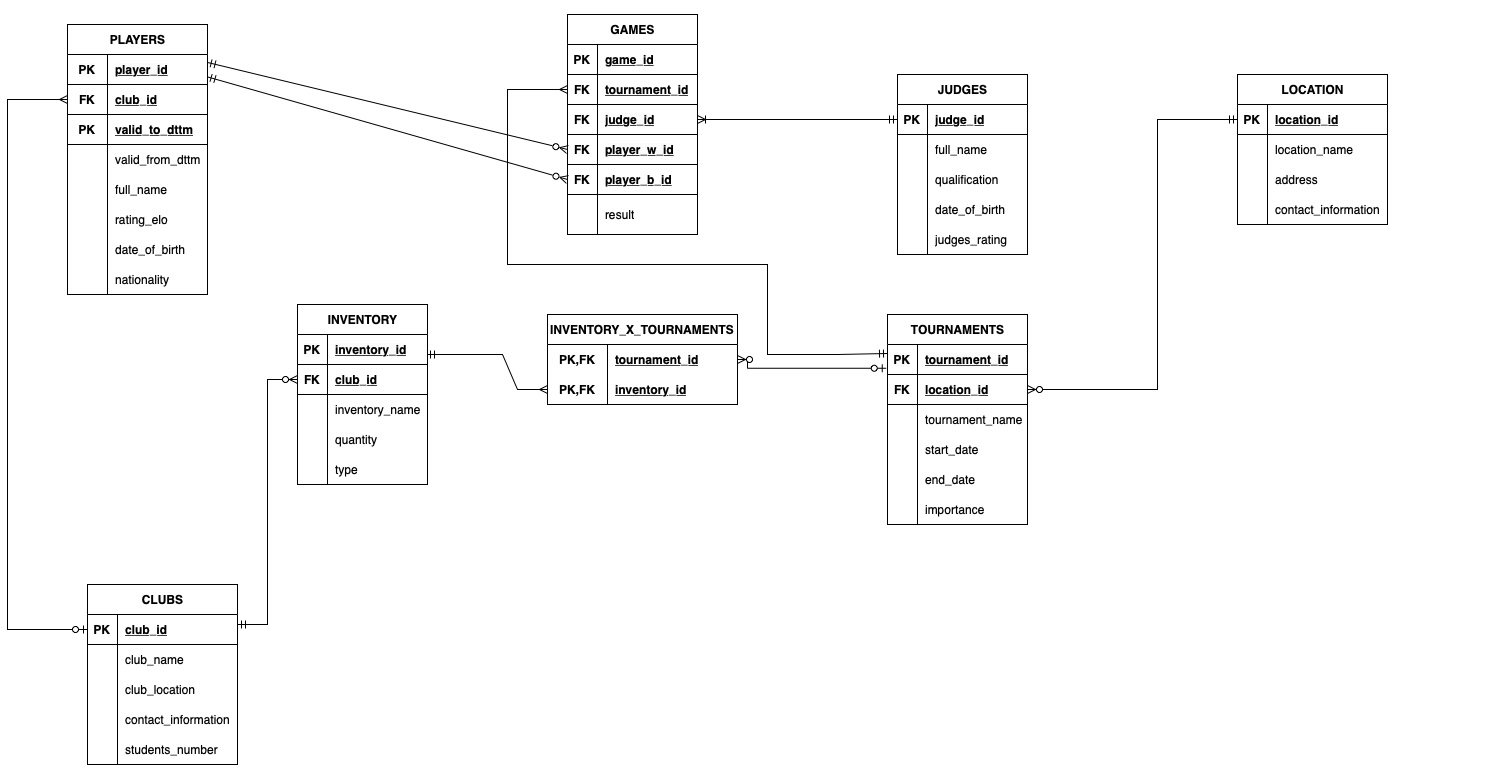 PLAYERS
PK player_id
FK club_id
PK valid_to_dttm
valid_from_dttm
full_name
rating_elo
date_of_birth
nationality
GAMES
PK game_id
FK tournament_id
FK judge_id
FK player_w_id
FK player_b_id
result
JUDGES
PK judge_id
full_name
qualification
date_of_birth
judges_rating
LOCATION
PK location_id
location_name
address
contact_information
INVENTORY
PK inventory_id
FK club_id
inventory_name
quantity
type
INVENTORY_X_TOURNAMENTS
PK,FK tournament_id
PK,FK inventory_id
TOURNAMENTS
PK tournament_id
FK location_id
tournament_name
start_date
end_date
importance
CLUBS
PK club_id
club_name
club_location
contact_information
students_number